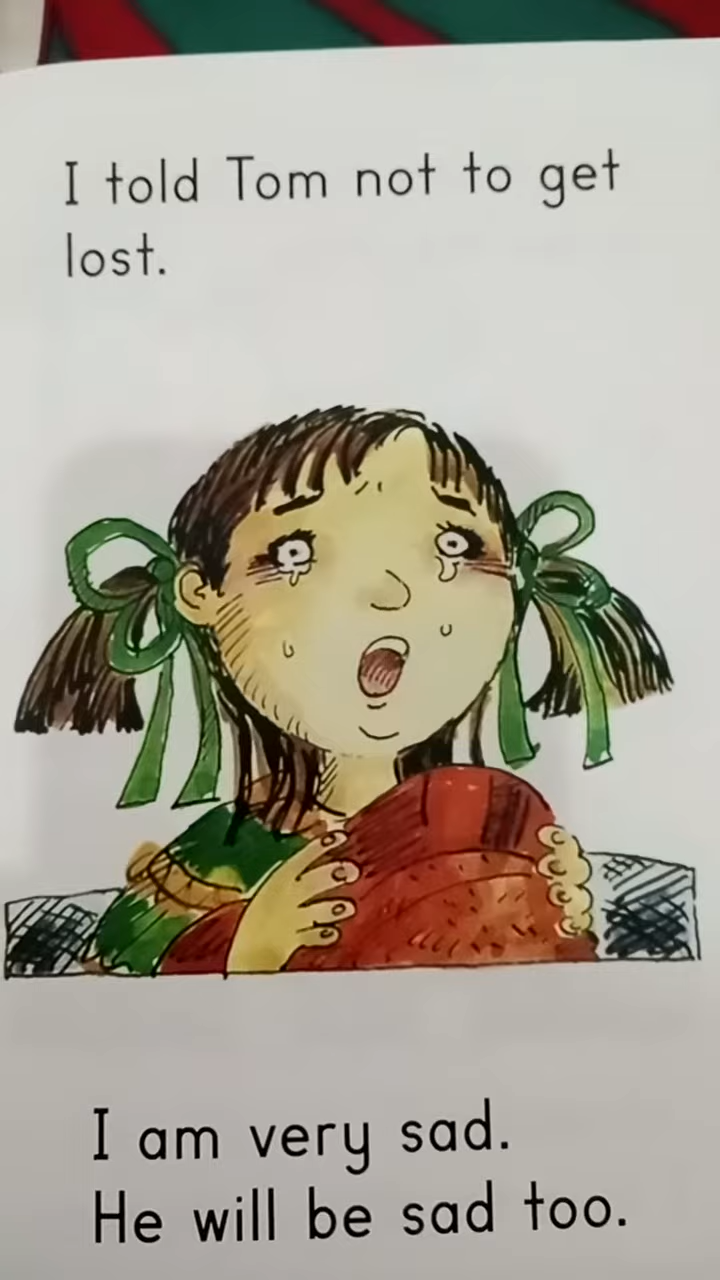 I told Tom not to get
lost.
I am very sad.
He will be sad too.